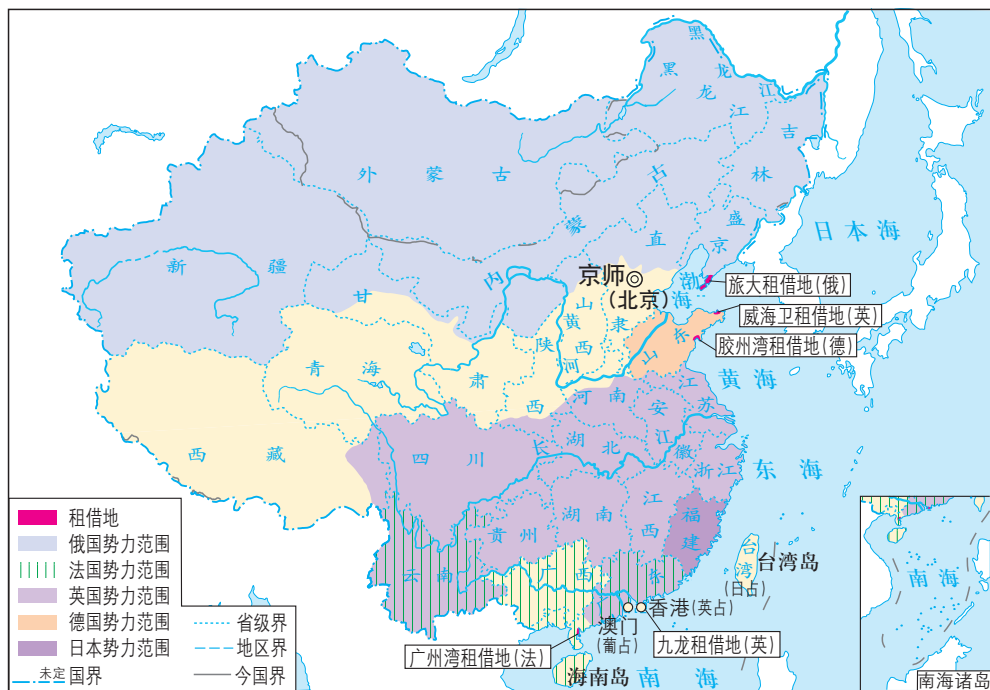 黑龙江
黑龙江
吉林
外蒙古
内蒙古
盛京
直隶
日本海
新疆
京师
(北京)
渤海
旅大租借地(俄)
甘肃
山西
黄河
威海卫租借地(英)
山东
胶州湾租借地(德)
陕西
青海
黄海
河南
江苏
安徽
西藏
四川
长江
湖北
浙江
东海
江西
湖南
贵州
福建
云南
广西
广东
台湾
台湾岛
(日占)
香港(英占)
澳门
(葡占)
九龙租借地(英)
广州湾租借地(法)
海南岛
南海
南海
南海诸岛
租借地
俄国势力范围
法国势力范围
英国势力范围
德国势力范围
日本势力范围
未定 国界
省级界
地区界
今国界